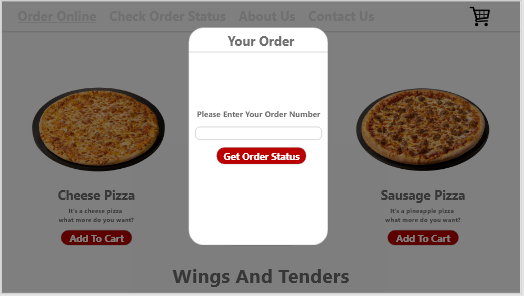 Order Online Check Order Status About Us Contact Us
Your Order
Please Enter Your Order Number
Get Order Status
Cheese Pizza
It's a cheese pizza
what more do you want?
Add To Cart
Sausage Pizza
It's a pineapple pizza
what more do you want?
Add To Cart
Wings And Tenders